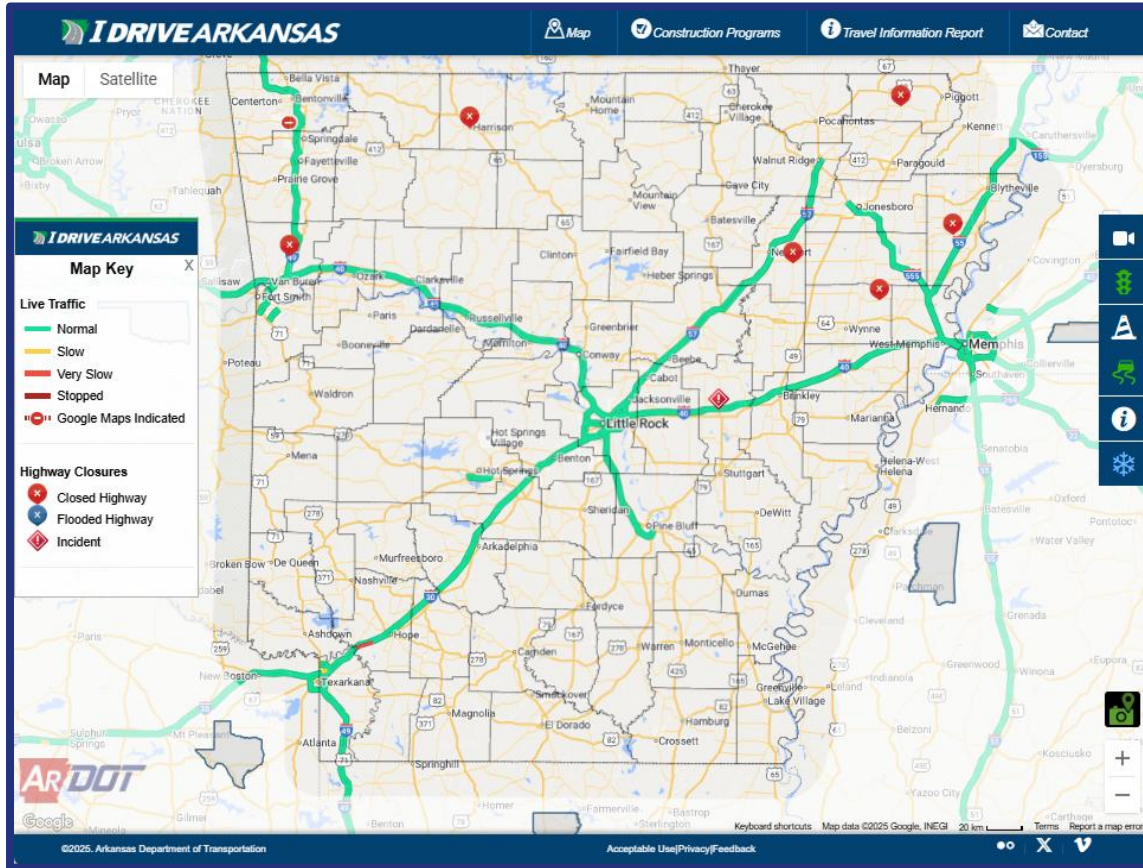 I DRIVE ARKANSAS
Map
Construction Programs
Travel Information Report
Contact
Map Satellite
Bella Vista
Centerton
Bentonville
CHEROKEE
NATION
Pryor
Owasso
Broken Arrow
Bixby
Tahlequah
Springdale
Fayetteville
Prairie Grove
Harrison
Mountain
Home
Thayer
Cherokee
Village
Pocahontas
Piggott
Kennett
Caruthersville
Dyersburg
Walnut Ridge
Paragould
Blytheville
Cave City
Mountain
View
Batesville
Jonesboro
Covington
Clinton
Fairfield Bay
Heber Springs
Van Buren
Fort Smith
Ozark
Clarksville
Paris
Russellville
Dardanelle
Morrilton
Greenbrier
Conway
Beebe
Cabot
Jacksonville
Little Rock
Wynne
West Memphis
Memphis
Collierville
Southaven
Hernando
Senatobia
Poteau
Booneville
Waldron
Brinkley
Marianna
Helena-West
Helena
Hot Springs
Village
Hot Springs
Benton
Mena
Stuttgart
Sheridan
Pine Bluff
DeWitt
Clarksdale
Batesville
Oxford
Pontotoc
Water Valley
Parchman
Arkadelphia
Murfreesboro
Broken Bow
De Queen
Nashville
Dumas
Cleveland
Grenada
Ashdown
Hope
Fordyce
Camden
Warren
Monticello
McGehee
Greenwood
Winona
Eupora
Paris
New Boston
Texarkana
Smackover
Greenville
Leland
Indianola
Lake Village
Magnolia
El Dorado
Hamburg
Belzoni
Crossett
Kosciusko
Sulphur
Springs
Mt Pleasant
Atlanta
Springhill
Yazoo City
Carthage
Gilmer
Mineola
Homer
Farmerville
Bastrop
Benton
Sterlington
I DRIVE ARKANSAS
Map Key X
Live Traffic
Normal
Slow
Very Slow
Stopped
Google Maps Indicated
Highway Closures
Closed Highway
Flooded Highway
Incident
ARDOT
Google
Keyboard shortcuts Map data ©2025 Google, INEGI 20 km Terms Report a map error
©2025. Arkansas Department of Transportation
Acceptable Use|Privacy|Feedback